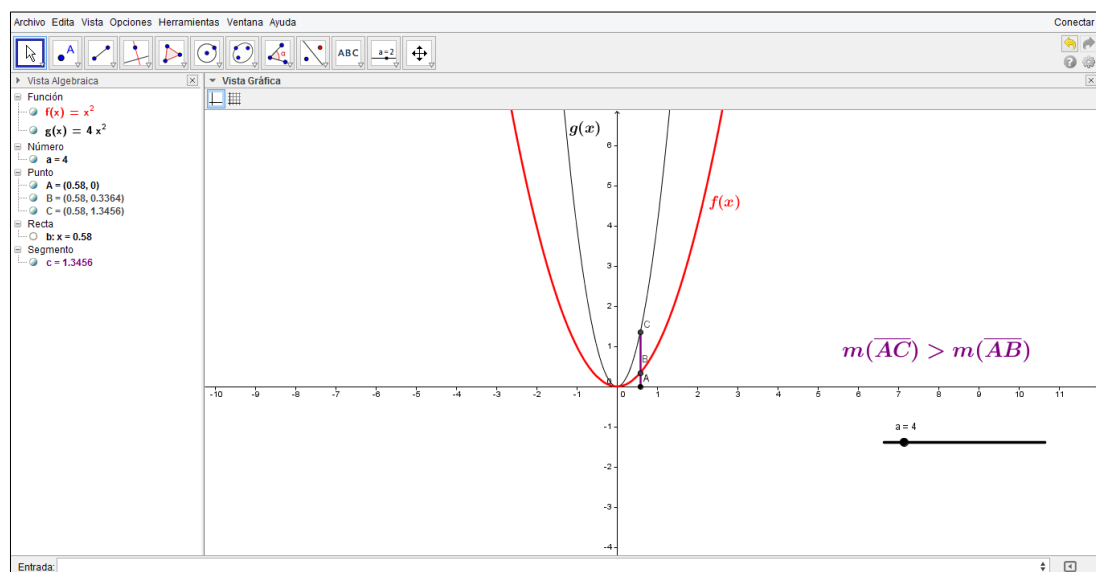 Archivo Edita Vista Opciones Herramientas Ventana Ayuda
Conectar
A
α
ABC
a=2
Vista Algebraica
Vista Gráfica
Función
f(x) = x²
g(x) = 4 x²
Número
a = 4
Punto
A = (0.58, 0)
B = (0.58, 0.3364)
C = (0.58, 1.3456)
Recta
b: x = 0.58
Segmento
c = 1.3456
g(x)
f(x)
6
5
4
3
2
1
0
-10 -9 -8 -7 -6 -5 -4 -3 -2 -1 0 1 2 3 4 5 6 7 8 9 10 11
-1
-2
-3
-4
C
B
A
m(\overline{AC}) > m(\overline{AB})
a = 4
Entrada: